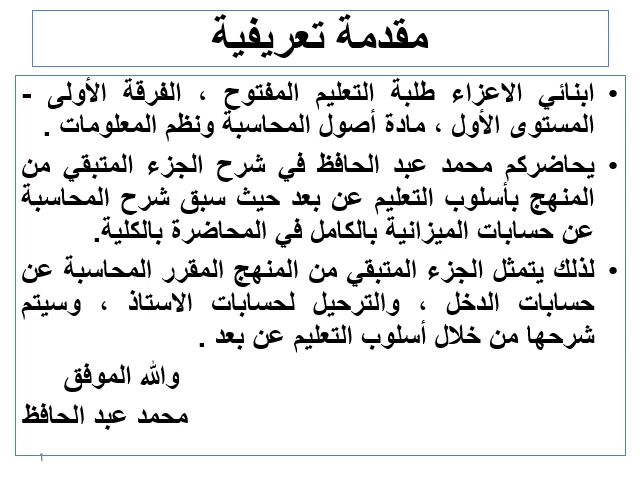 مقدمة تعريفية
• ابنائي الاعزاء طلبة التعليم المفتوح ، الفرقة الأولى -
المستوى الأول ، مادة أصول المحاسبة ونظم المعلومات .
• يحاضركم محمد عبد الحافظ في شرح الجزء المتبقي من
المنهج بأسلوب التعليم عن بعد حيث سبق شرح المحاسبة
عن حسابات الميزانية بالكامل في المحاضرة بالكلية.
• لذلك يتمثل الجزء المتبقي من المنهج المقرر المحاسبة عن
حسابات الدخل ، والترحيل لحسابات الاستاذ ، وسيتم
شرحها من خلال أسلوب التعليم عن بعد .
والله الموفق
محمد عبد الحافظ
١